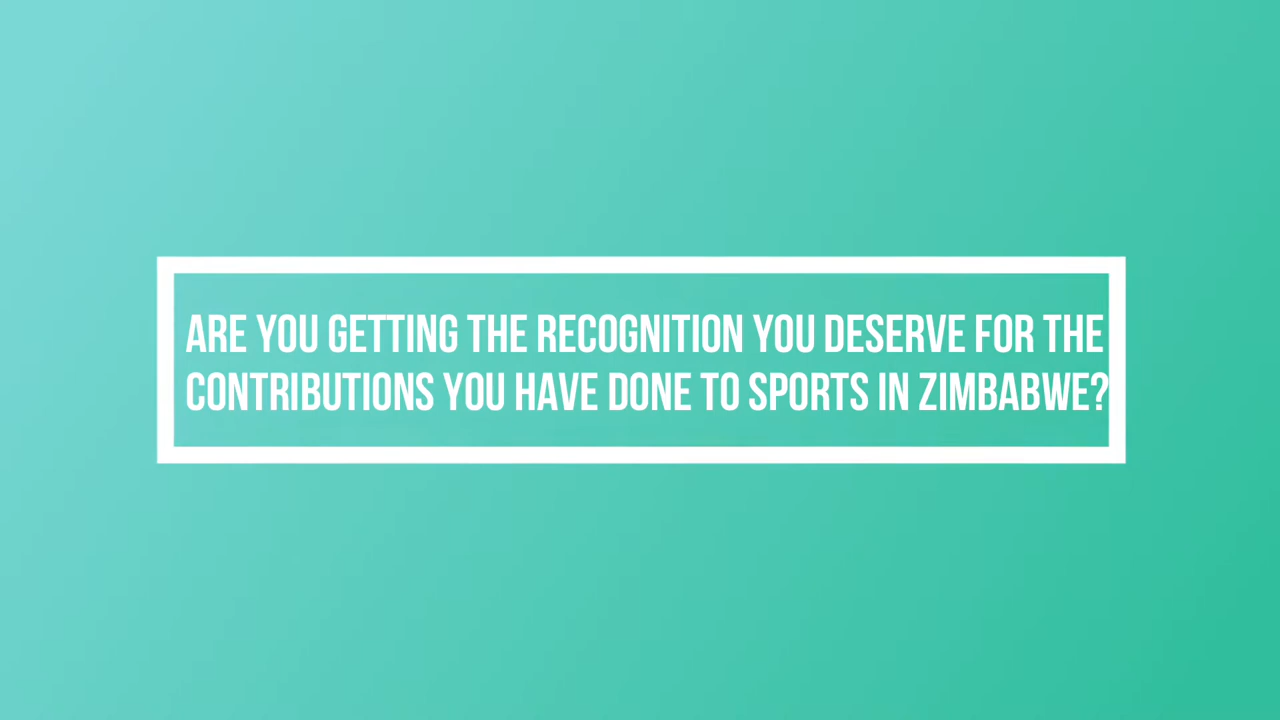 ARE YOU GETTING THE RECOGNITION YOU DESERVE FOR THE
CONTRIBUTIONS YOU HAVE DONE TO SPORTS IN ZIMBABWE?